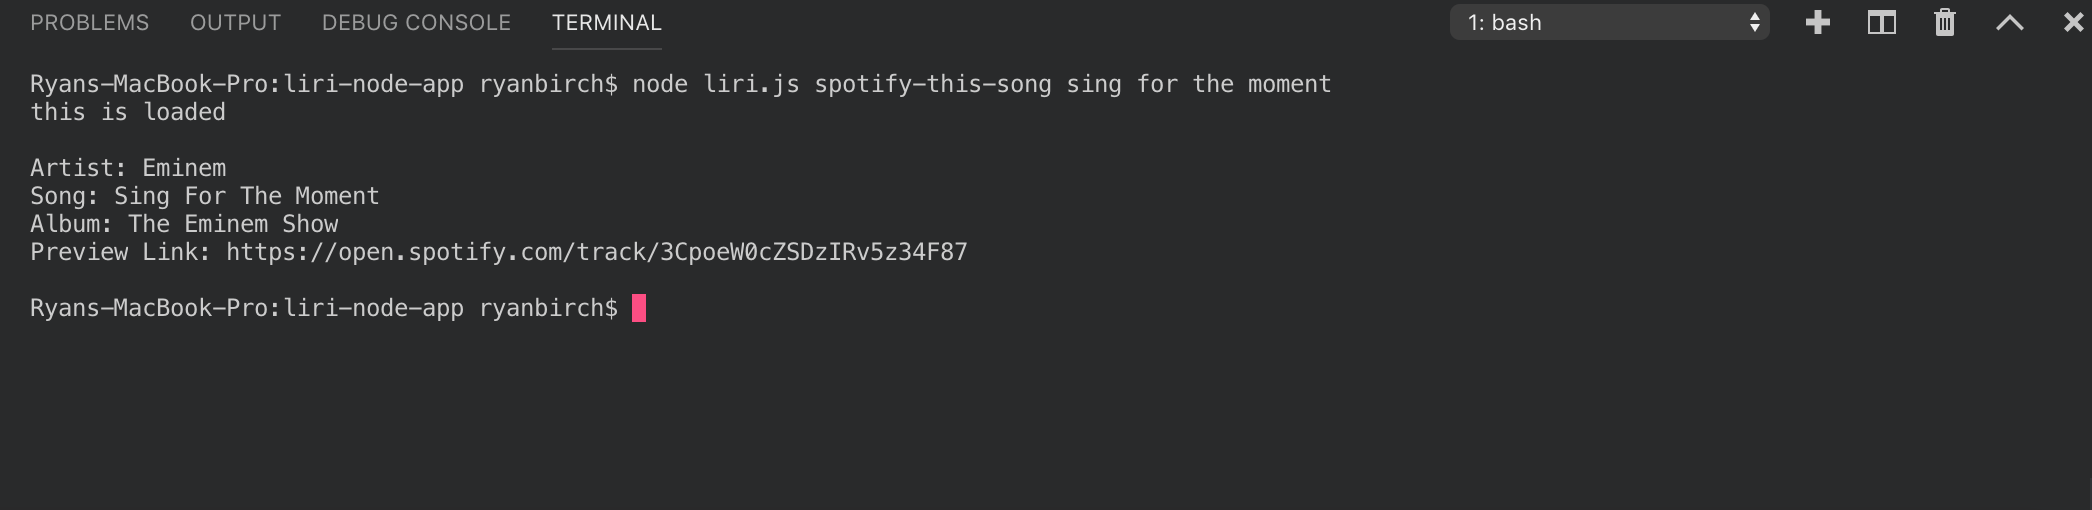 PROBLEMS OUTPUT DEBUG CONSOLE TERMINAL 1: bash
Ryans-MacBook-Pro:liri-node-app ryanbirch$ node liri.js spotify-this-song sing for the moment
this is loaded
Artist: Eminem
Song: Sing For The Moment
Album: The Eminem Show
Preview Link: https://open.spotify.com/track/3CpoeW0cZSDzIRv5z34F87
Ryans-MacBook-Pro:liri-node-app ryanbirch$